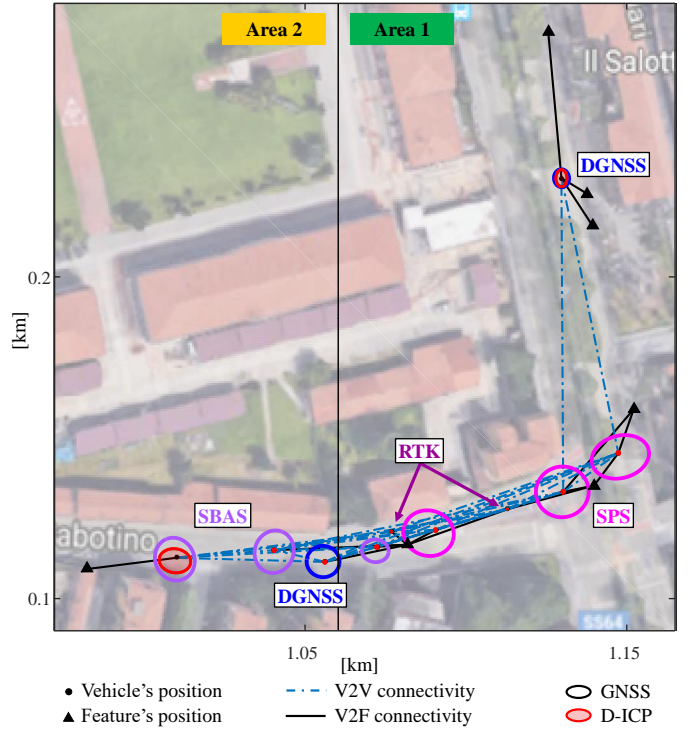 Area 2
Area 1
Il Salott
DGNSS
0.2
[km]
RTK
SBAS
SPS
abotino
DGNSS
0.1
SS64
1.05
1.15
[km]
Vehicle's position
V2V connectivity
GNSS
Feature's position
V2F connectivity
D-ICP